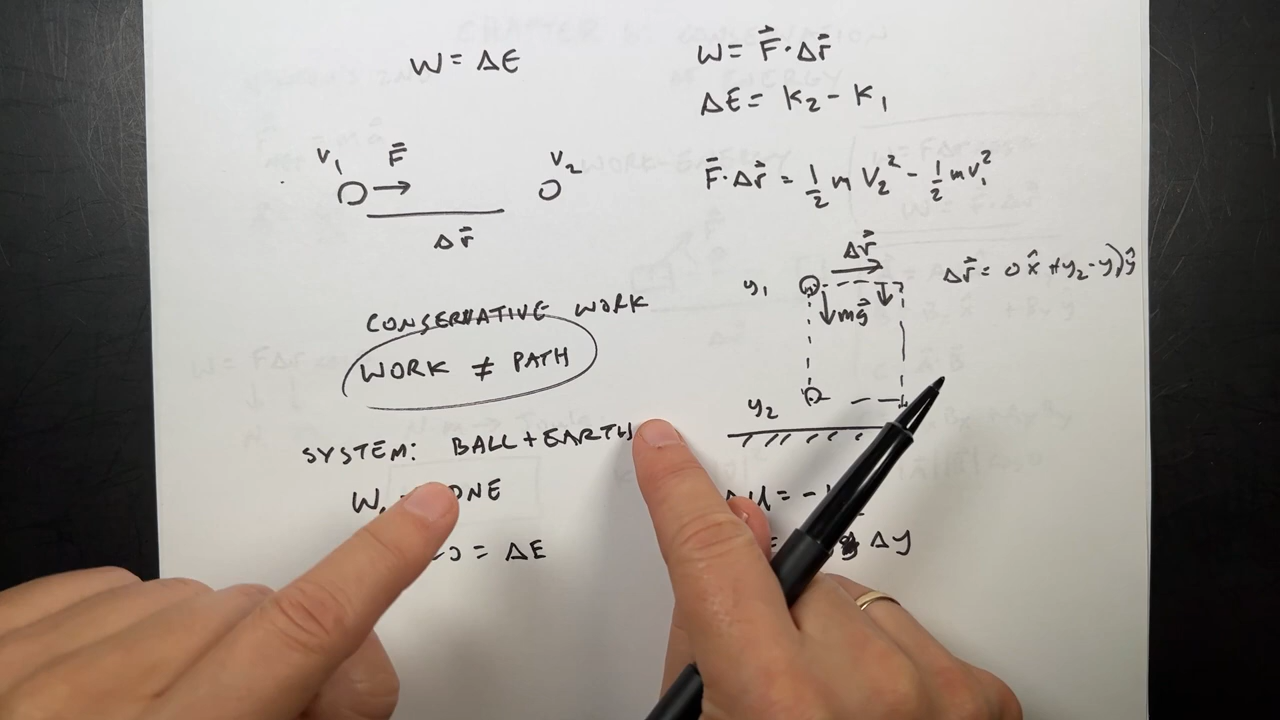 W = ΔE
W = F⃗ · Δr⃗
ΔE = K₂ - K₁
V₁ F⃗ V₂
Δr⃗
F⃗ · Δr⃗ = ½ m V₂² - ½ m v₁²
Δr⃗
y₁
mg⃗
Δr⃗ = 0 x̂ + (y₂ - y₁) ŷ
CONSERVATIVE WORK
WORK ≠ PATH
y₂
SYSTEM: BALL + EARTH
= ΔE
Δy